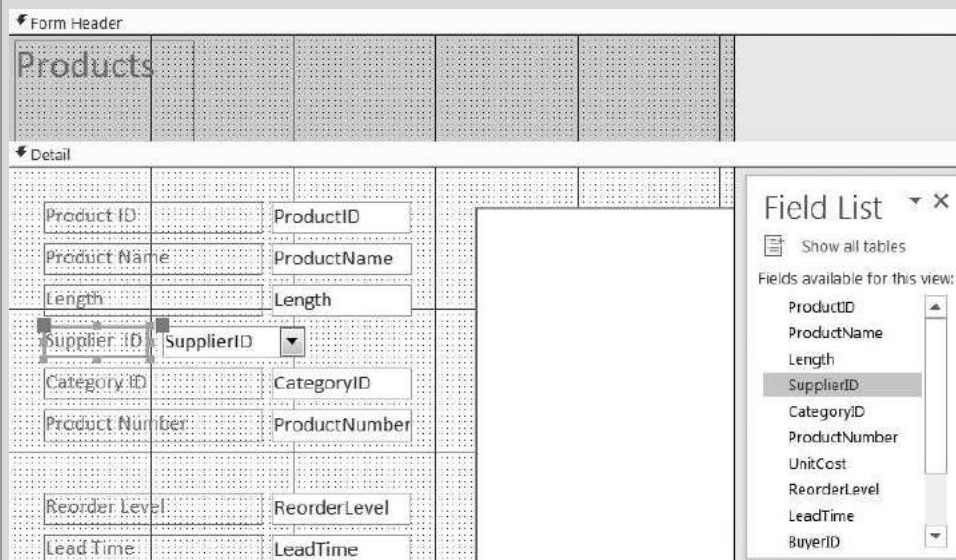 Form Header
Products
Detail
Product ID ProductID
Product Name ProductName
Length Length
Supplier ID SupplierID
Category ID CategoryID
Product Number ProductNumber
Reorder Level ReorderLevel
Lead Time LeadTime
Field List
Show all tables
Fields available for this view:
ProductID
ProductName
Length
SupplierID
CategoryID
ProductNumber
UnitCost
ReorderLevel
LeadTime
BuyerID